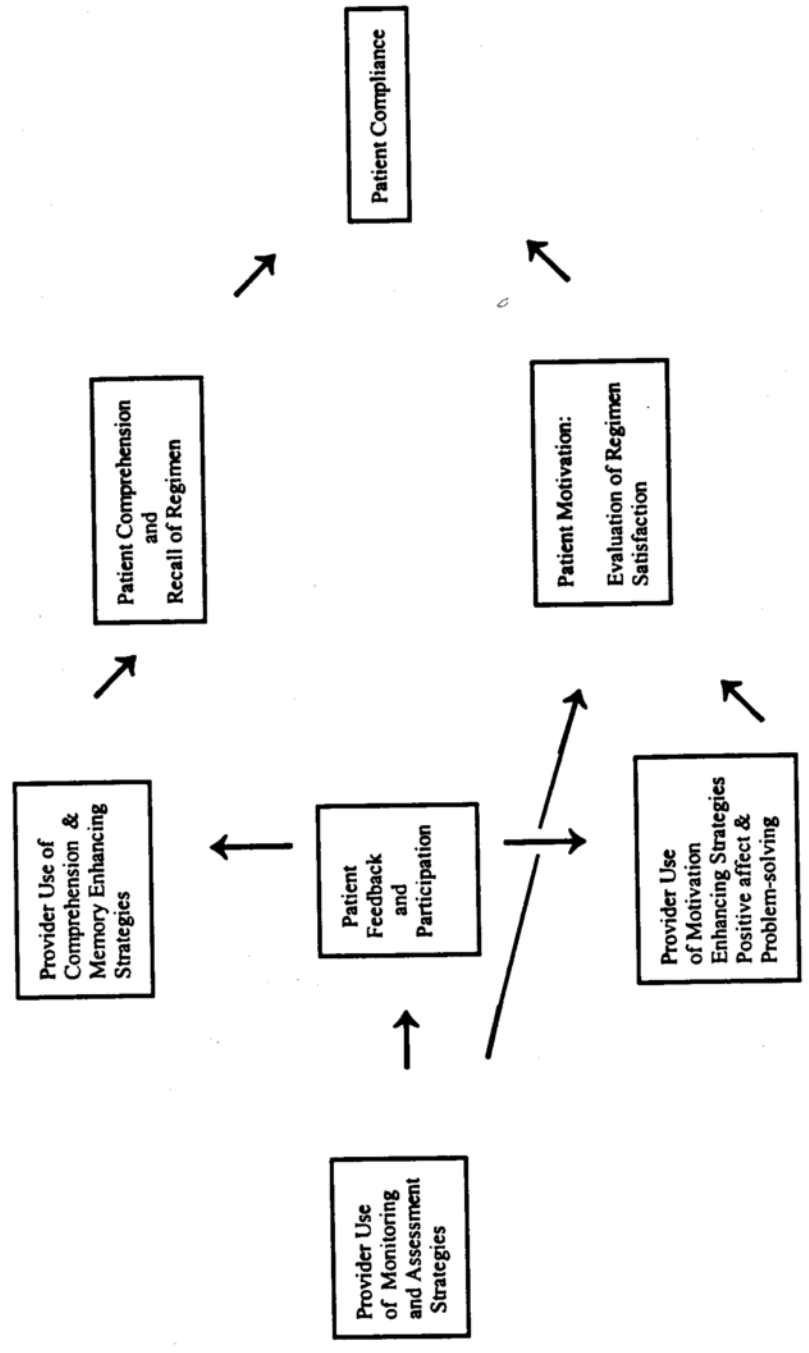 Provider Use
of Monitoring
and Assessment
Strategies
Provider Use of
Comprehension &
Memory Enhancing
Strategies
Patient
Feedback
and
Participation
Provider Use
of Motivation
Enhancing Strategies
Positive affect &
Problem-solving
Patient Comprehension
and
Recall of Regimen
Patient Motivation:
Evaluation of Regimen
Satisfaction
Patient Compliance